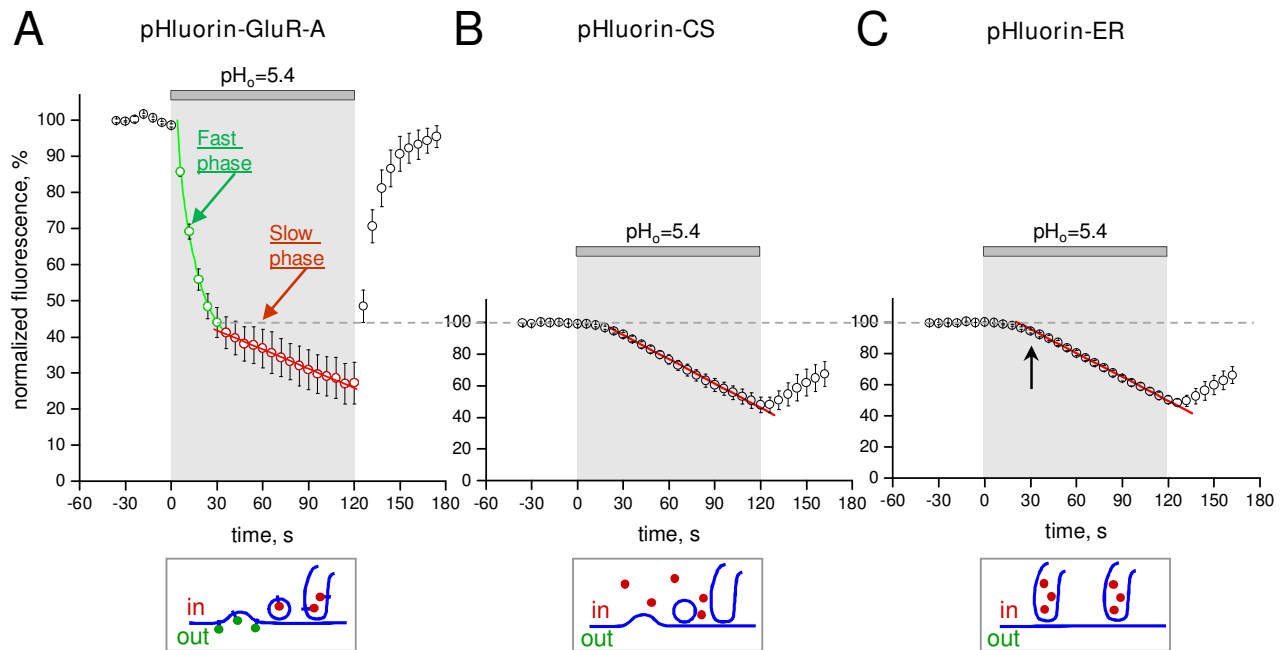 A pHluorin-GluR-A
B pHluorin-CS
C pHluorin-ER
pHo=5.4
100
90
80
70
60
50
40
30
20
10
0
normalized fluorescence, %
Fast
phase
Slow
phase
-60 -30 0 30 60 90 120 150 180
time, s
in
out
pHo=5.4
100
80
60
40
20
0
-60 -30 0 30 60 90 120 150 180
time, s
in
out
pHo=5.4
100
80
60
40
20
0
-60 -30 0 30 60 90 120 150 180
time, s
in
out